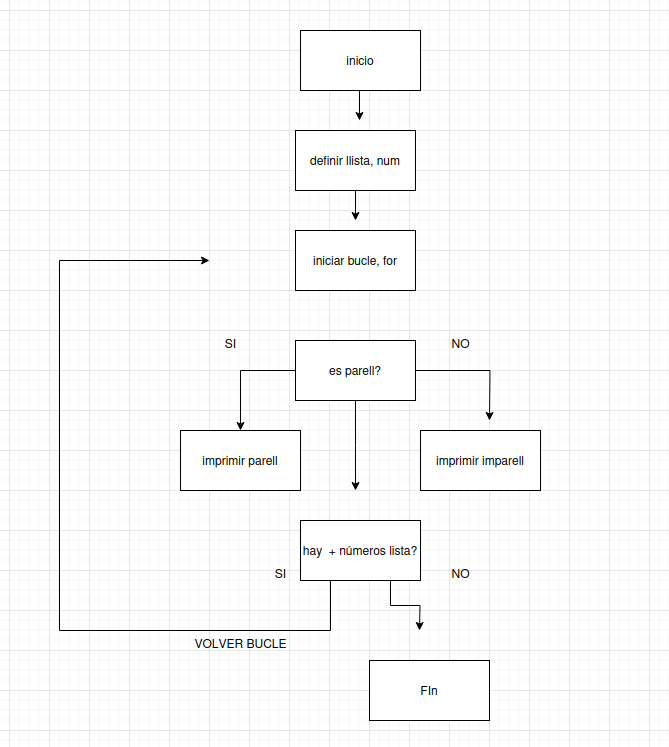 inicio
definir llista, num
iniciar bucle, for
SI
NO
es parell?
imprimir parell
imprimir imparell
hay + números lista?
SI
NO
VOLVER BUCLE
FIn